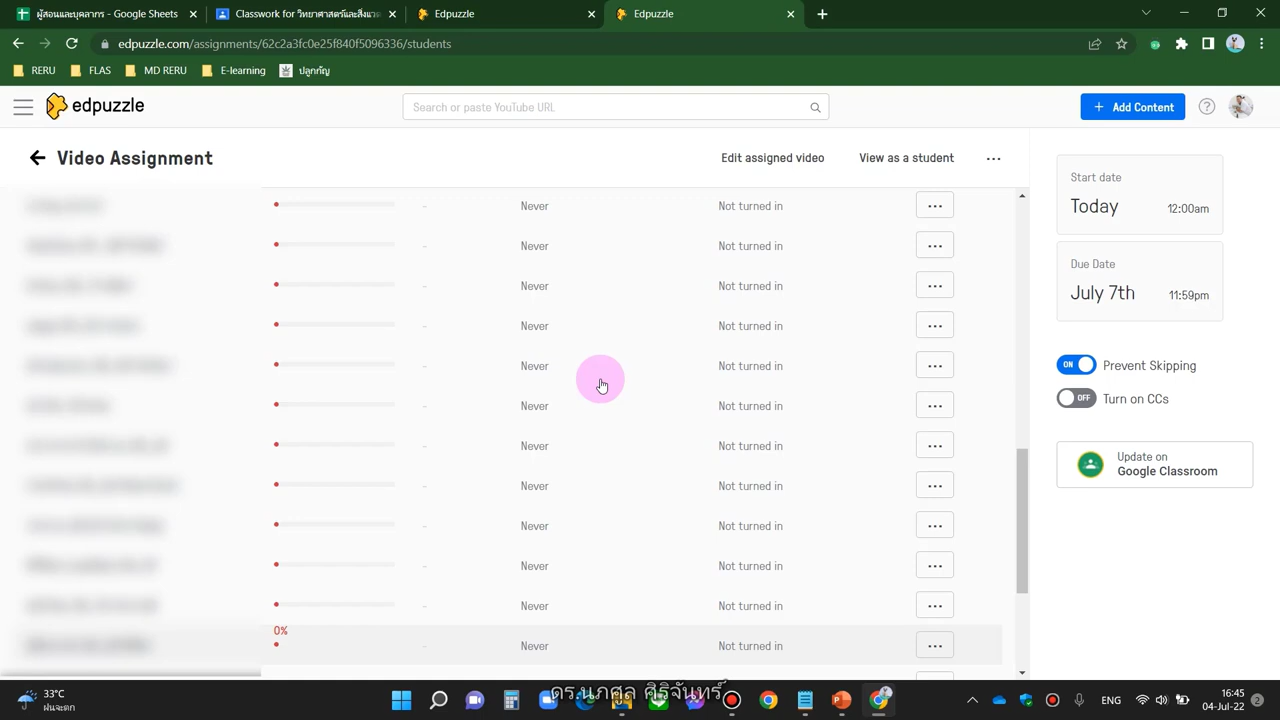 ผู้สอนและบุคลากร - Google Sheets
Classwork for วิทยาศาสตร์และสิ่งแวด
Edpuzzle
Edpuzzle
edpuzzle.com/assignments/62c2a3fc0e25f840f5096336/students
RERU
FLAS
MD RERU
E-learning
ปลูกกัญ
edpuzzle
Search or paste YouTube URL
+ Add Content
Video Assignment
Edit assigned video
View as a student
Start date
Today
12:00am
Due Date
July 7th
11:59pm
ON
Prevent Skipping
OFF
Turn on CCs
Update on
Google Classroom
- Never Not turned in
- Never Not turned in
- Never Not turned in
- Never Not turned in
- Never Not turned in
- Never Not turned in
- Never Not turned in
- Never Not turned in
- Never Not turned in
- Never Not turned in
- Never Not turned in
0%
- Never Not turned in
33°C
ฝนจะตก
ดร.นภศูล ศิริจันทร์
ENG
16:45
04-Jul-22
2